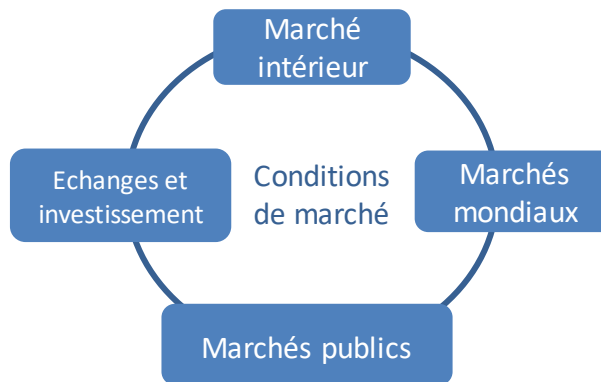 Marché
intérieur
Echanges et
investissement
Conditions
de marché
Marchés
mondiaux
Marchés publics